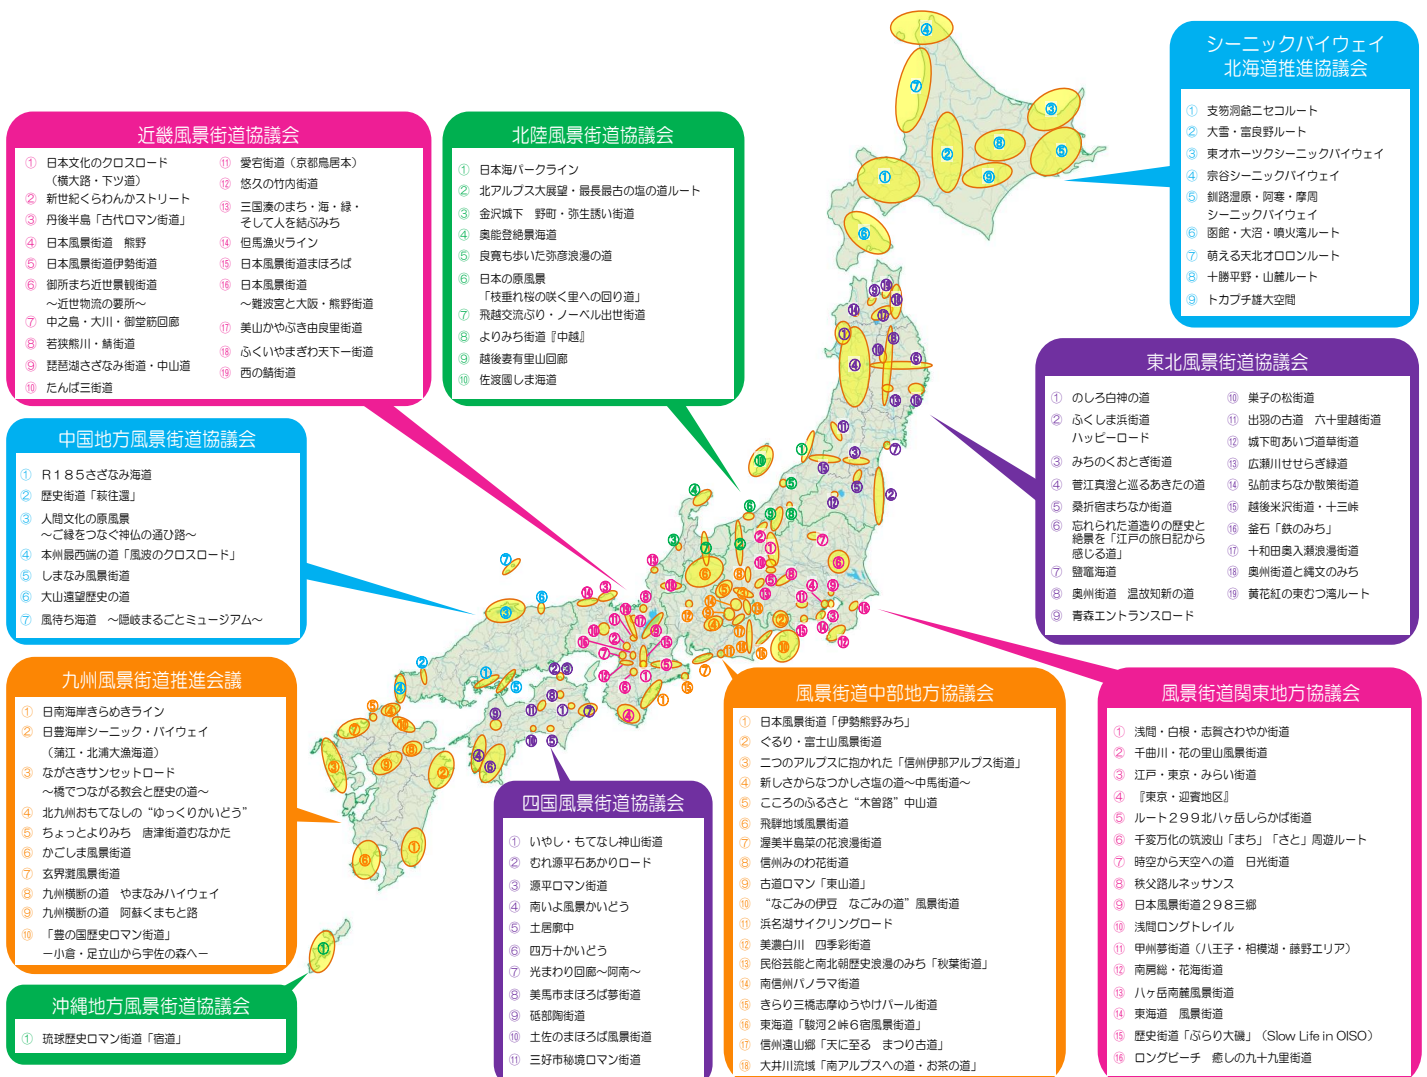 シーニックバイウェイ
北海道推進協議会
① 支笏洞爺ニセコルート
② 大雪・富良野ルート
③ 東オホーツクシーニックバイウェイ
④ 宗谷シーニックバイウェイ
⑤ 釧路湿原・阿寒・摩周
シーニックバイウェイ
⑥ 函館・大沼・噴火湾ルート
⑦ 萌える天北オロロンルート
⑧ 十勝平野・山麓ルート
⑨ トカプチ雄大空間
近畿風景街道協議会
① 日本文化のクロスロード
（横大路・下ツ道）
② 新世紀くらわんかストリート
③ 丹後半島「古代ロマン街道」
④ 日本風景街道 熊野
⑤ 日本風景街道伊勢街道
⑥ 御所まち近世景観街道
～近世物流の要所～
⑦ 中之島・大川・御堂筋回廊
⑧ 若狭熊川・鯖街道
⑨ 琵琶湖さざなみ街道・中山道
⑩ たんば三街道
⑪ 愛宕街道（京都鳥居本）
⑫ 悠久の竹内街道
⑬ 三国湊のまち・海・緑・
そして人を結ぶみち
⑭ 但馬漁火ライン
⑮ 日本風景街道まほろば
⑯ 日本風景街道
～難波宮と大阪・熊野街道
⑰ 美山かやぶき由良里街道
⑱ ふくいやまぎわ天下一街道
⑲ 西の鯖街道
北陸風景街道協議会
① 日本海パークライン
② 北アルプス大展望・最長最古の塩の道ルート
③ 金沢城下 野町・弥生誘い街道
④ 奥能登絶景海道
⑤ 良寛も歩いた弥彦浪漫の道
⑥ 日本の原風景
「枝垂れ桜の咲く里への回り道」
⑦ 飛越交流ぶり・ノーベル出世街道
⑧ よりみち街道『中越』
⑨ 越後妻有里山回廊
⑩ 佐渡國しま海道
東北風景街道協議会
① のしろ白神の道
② ふくしま浜街道
ハッピーロード
③ みちのくおとぎ街道
④ 菅江真澄と巡るあきたの道
⑤ 桑折宿まちなか街道
⑥ 忘れられた道造りの歴史と
絶景を「江戸の旅日記から
感じる道」
⑦ 鹽竈海道
⑧ 奥州街道 温故知新の道
⑨ 青森エントランスロード
⑩ 巣子の松街道
⑪ 出羽の古道 六十里越街道
⑫ 城下町あいづ道草街道
⑬ 広瀬川せせらぎ緑道
⑭ 弘前まちなか散策街道
⑮ 越後米沢街道・十三峠
⑯ 釜石「鉄のみち」
⑰ 十和田奥入瀬浪漫街道
⑱ 奥州街道と縄文のみち
⑲ 黄花紅の東むつ湾ルート
中国地方風景街道協議会
① Ｒ１８５さざなみ海道
② 歴史街道「萩往還」
③ 人間文化の原風景
～ご縁をつなぐ神仏の通ひ路～
④ 本州最西端の道「風波のクロスロード」
⑤ しまなみ風景街道
⑥ 大山遠望歴史の道
⑦ 風待ち海道 ～隠岐まるごとミュージアム～
九州風景街道推進会議
① 日南海岸きらめきライン
② 日豊海岸シーニック・バイウェイ
（蒲江・北浦大漁海道）
③ ながさきサンセットロード
～橋でつながる教会と歴史の道～
④ 北九州おもてなしの“ゆっくりかいどう”
⑤ ちょっとよりみち 唐津街道むなかた
⑥ かごしま風景街道
⑦ 玄界灘風景街道
⑧ 九州横断の道 やまなみハイウェイ
⑨ 九州横断の道 阿蘇くまもと路
⑩ 「豊の国歴史ロマン街道」
ー小倉・足立山から宇佐の森へー
沖縄地方風景街道協議会
① 琉球歴史ロマン街道「宿道」
四国風景街道協議会
① いやし・もてなし神山街道
② むれ源平石あかりロード
③ 源平ロマン街道
④ 南いよ風景かいどう
⑤ 土居廓中
⑥ 四万十かいどう
⑦ 光まわり回廊～阿南～
⑧ 美馬市まほろば夢街道
⑨ 砥部陶街道
⑩ 土佐のまほろば風景街道
⑪ 三好市秘境ロマン街道
風景街道中部地方協議会
① 日本風景街道「伊勢熊野みち」
② ぐるり・富士山風景街道
③ 二つのアルプスに抱かれた「信州伊那アルプス街道」
④ 新しさからなつかしさ塩の道～中馬街道～
⑤ こころのふるさと“木曽路”中山道
⑥ 飛騨地域風景街道
⑦ 渥美半島菜の花浪漫街道
⑧ 信州みのわ花街道
⑨ 古道ロマン「東山道」
⑩ “なごみの伊豆 なごみの道”風景街道
⑪ 浜名湖サイクリングロード
⑫ 美濃白川 四季彩街道
⑬ 民俗芸能と南北朝歴史浪漫のみち「秋葉街道」
⑭ 南信州パノラマ街道
⑮ きらり三橋志摩ゆうやけパール街道
⑯ 東海道「駿河２峠６宿風景街道」
⑰ 信州遠山郷「天に至る まつり古道」
⑱ 大井川流域「南アルプスへの道・お茶の道」
風景街道関東地方協議会
① 浅間・白根・志賀さわやか街道
② 千曲川・花の里山風景街道
③ 江戸・東京・みらい街道
④ 『東京・迎賓地区』
⑤ ルート２９９北八ヶ岳しらかば街道
⑥ 千変万化の筑波山「まち」「さと」周遊ルート
⑦ 時空から天空への道 日光街道
⑧ 秩父路ルネッサンス
⑨ 日本風景街道２９８三郷
⑩ 浅間ロングトレイル
⑪ 甲州夢街道（八王子・相模湖・藤野エリア）
⑫ 南房総・花海街道
⑬ 八ヶ岳南麓風景街道
⑭ 東海道 風景街道
⑮ 歴史街道「ぶらり大磯」（Slow Life in OISO）
⑯ ロングビーチ 癒しの九十九里街道